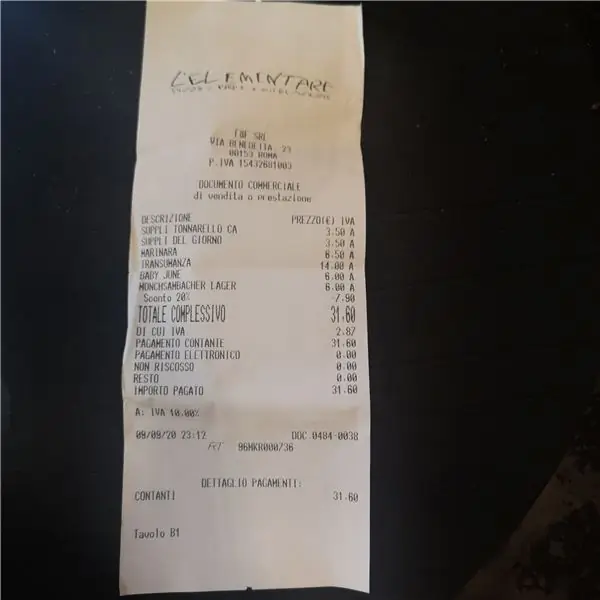 L'ELEMENTARE
VIA BENEDETTA, 23
00153 ROMA
P.IVA 15432681003
DOCUMENTO COMMERCIALE
di vendita o prestazione
DESCRIZIONE PREZZO(€) IVA
SUPPLI TONNARELLO CA 3.50 A
SUPPLI DEL GIORNO 3.50 A
MARINARA 6.50 A
TRANSUMANZA 14.00 A
BABY JUNE 6.00 A
MONCHSAMBACHER LAGER 6.00 A
Sconto 20% -7.90
TOTALE COMPLESSIVO 31.60
DI CUI IVA 2.87
PAGAMENTO CONTANTE 31.60
PAGAMENTO ELETTRONICO 0.00
NON RISCOSSO 0.00
RESTO 0.00
IMPORTO PAGATO 31.60
A: IVA 10.00%
09/09/20 23:12 DOC.0484-0038
RT 96MKR000736
DETTAGLIO PAGAMENTI:
CONTANTI 31.60
Tavolo B1